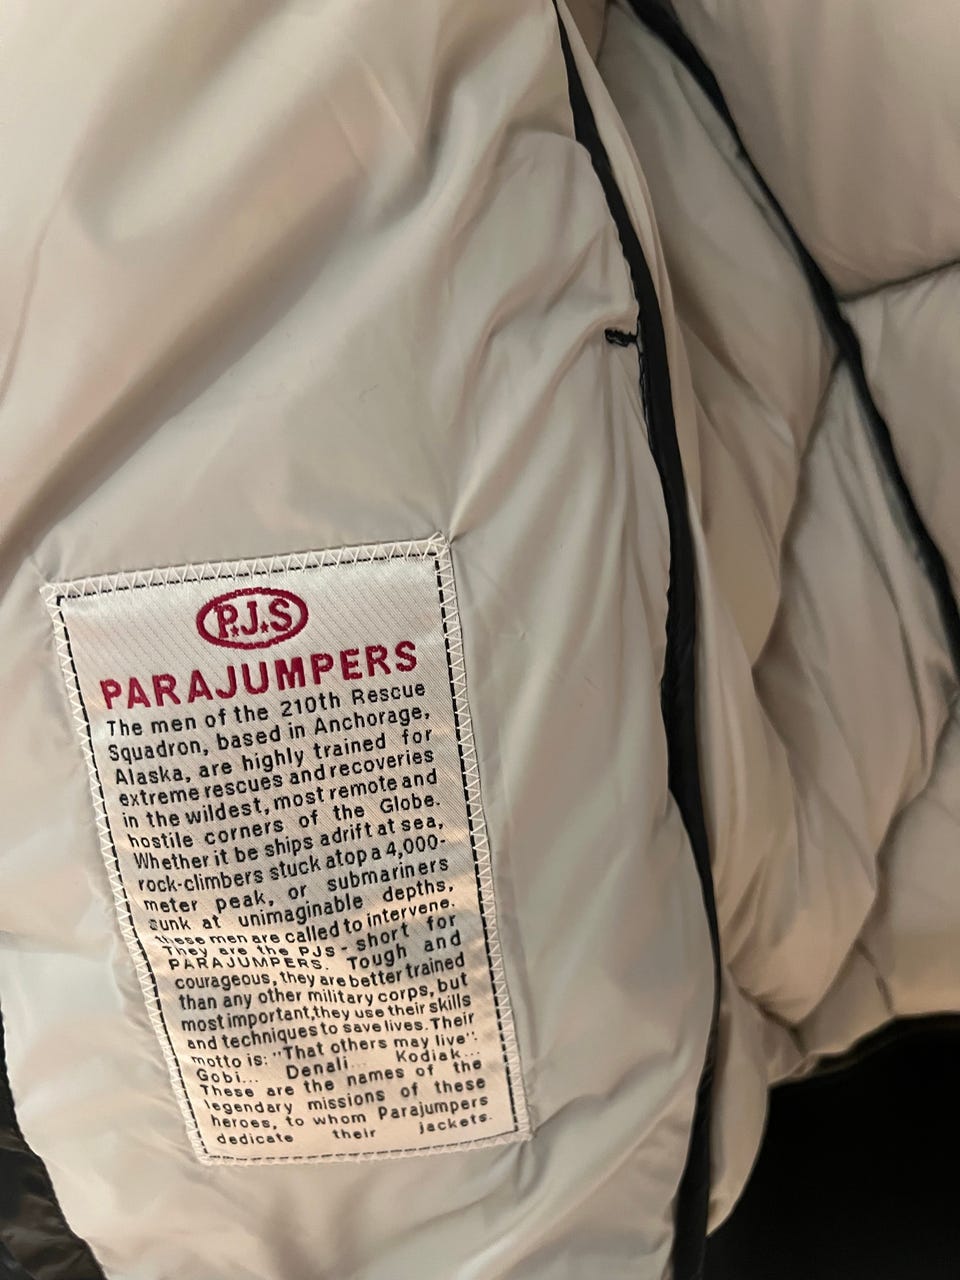 P.J.S
PARAJUMPERS
The men of the 210th Rescue
Squadron, based in Anchorage,
Alaska, are highly trained for
extreme rescues and recoveries
in the wildest, most remote and
hostile corners of the Globe.
Whether it be ships adrift at sea,
rock-climbers stuck atop a 4,000-
meter peak, or submariners
sunk at unimaginable depths,
these men are called to intervene.
They are the PJs - short for
PARAJUMPERS. Tough and
courageous, they are better trained
than any other military corps, but
most important,they use their skills
and techniques to save lives. Their
motto is: "That others may live".
Gobi... Denali... Kodiak...
These are the names of the
legendary missions of these
heroes, to whom Parajumpers
dedicate their jackets.